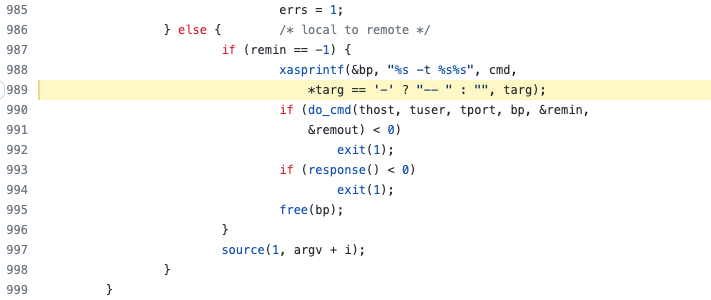 985 errs = 1;
986 } else { /* local to remote */
987 if (remin == -1) {
988 xasprintf(&bp, "%s -t %s%s", cmd,
989 *targ == '-' ? "-- " : "", targ);
990 if (do_cmd(thost, tuser, tport, bp, &remin,
991 &remout) < 0)
992 exit(1);
993 if (response() < 0)
994 exit(1);
995 free(bp);
996 }
997 source(1, argv + i);
998 }
999 }